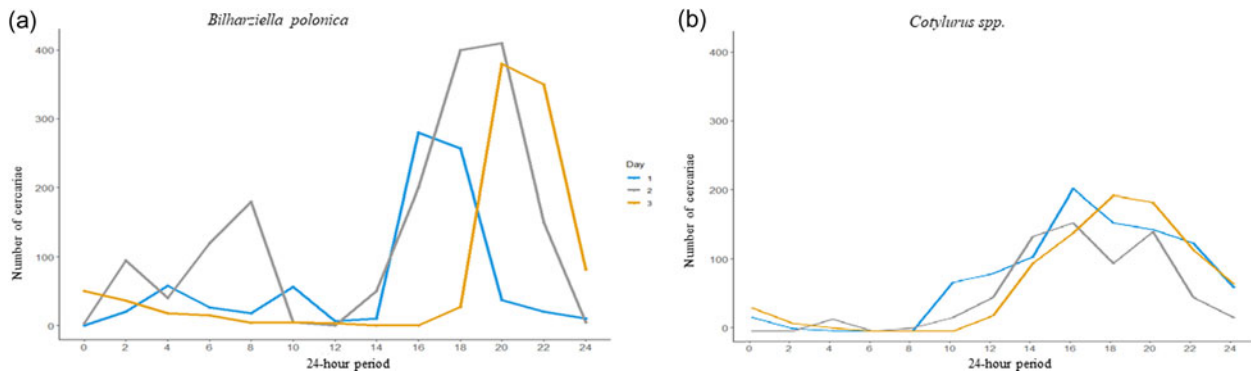 (a)
Bilharziella polonica
400
300
200
100
0
Number of cercariae
0 2 4 6 8 10 12 14 16 18 20 22 24
24-hour period
Day
1
2
3
(b)
Cotylurus spp.
400
300
200
100
0
Number of cercariae
0 2 4 6 8 10 12 14 16 18 20 22 24
24-hour period